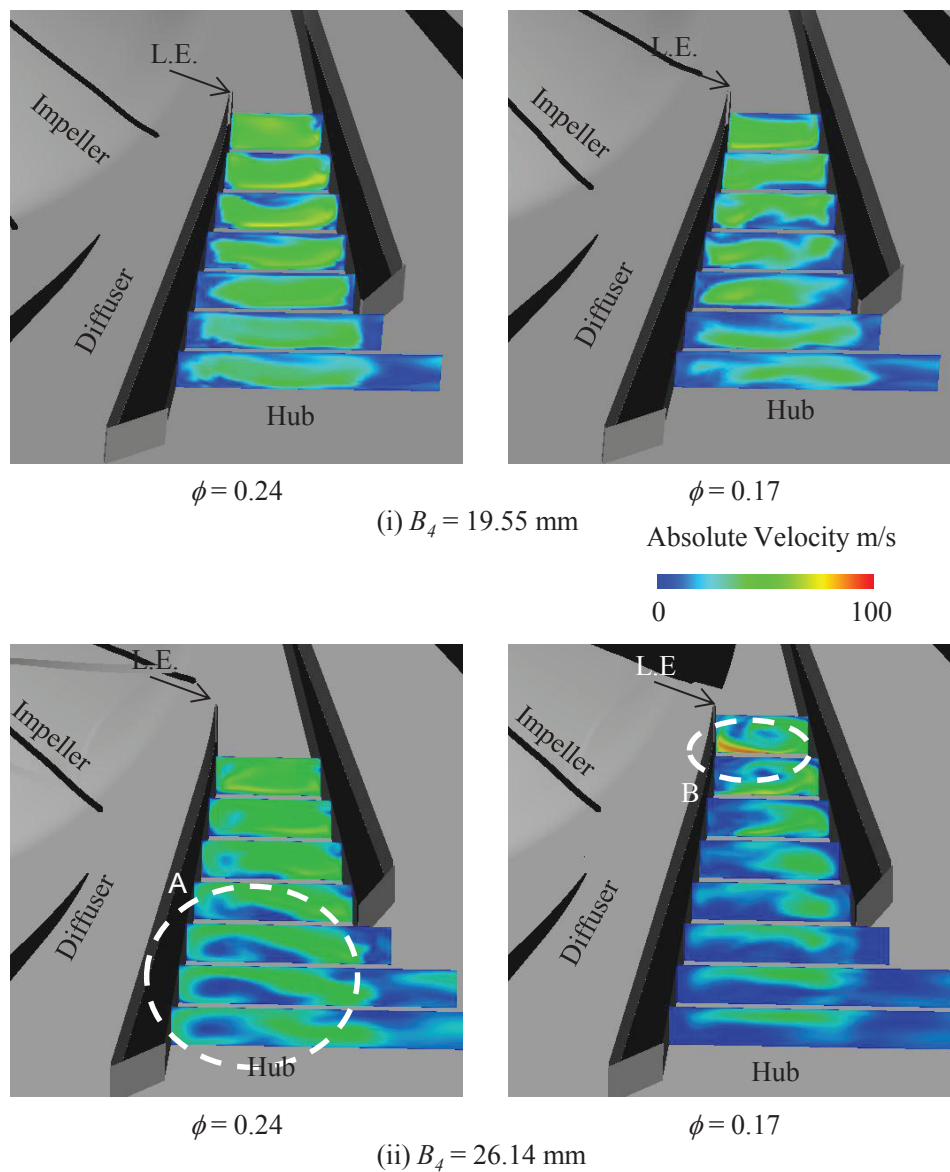 L.E.
Impeller
Diffuser
Hub
ϕ = 0.24
L.E.
Impeller
Diffuser
Hub
ϕ = 0.17
(i) B4 = 19.55 mm
Absolute Velocity m/s
0 100
L.E.
Impeller
A
Diffuser
Hub
ϕ = 0.24
L.E
Impeller
B
Diffuser
Hub
ϕ = 0.17
(ii) B4 = 26.14 mm